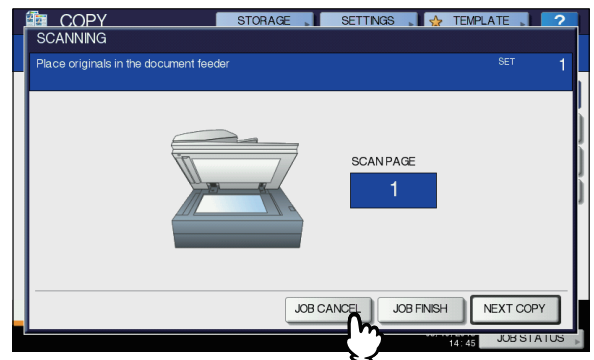 COPY STORAGE SETTINGS TEMPLATE ?
SCANNING
Place originals in the document feeder SET 1
SCAN PAGE
1
JOB CANCEL JOB FINISH NEXT COPY
JOB STATUS
14:45